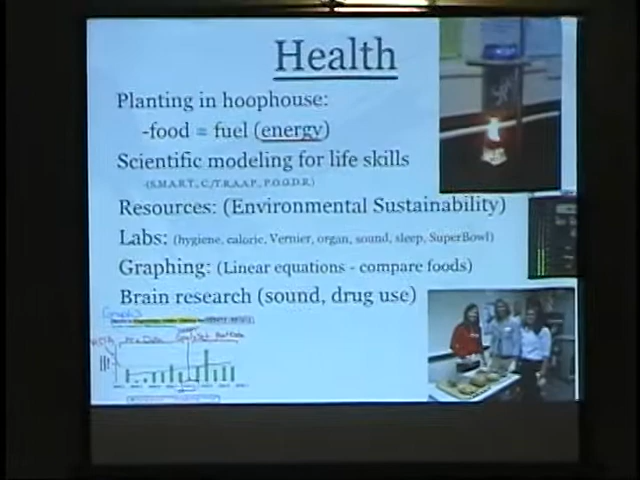 Health
Planting in hoophouse:
-food = fuel (energy)
Scientific modeling for life skills
(S.M.A.R.T, C/T.R.A.A.P., P.O.G.D.R.)
Resources: (Environmental Sustainability)
Labs: (hygiene, caloric, Vernier, organ, sound, sleep, SuperBowl)
Graphing: (Linear equations - compare foods)
Brain research (sound, drug use)
Graphs